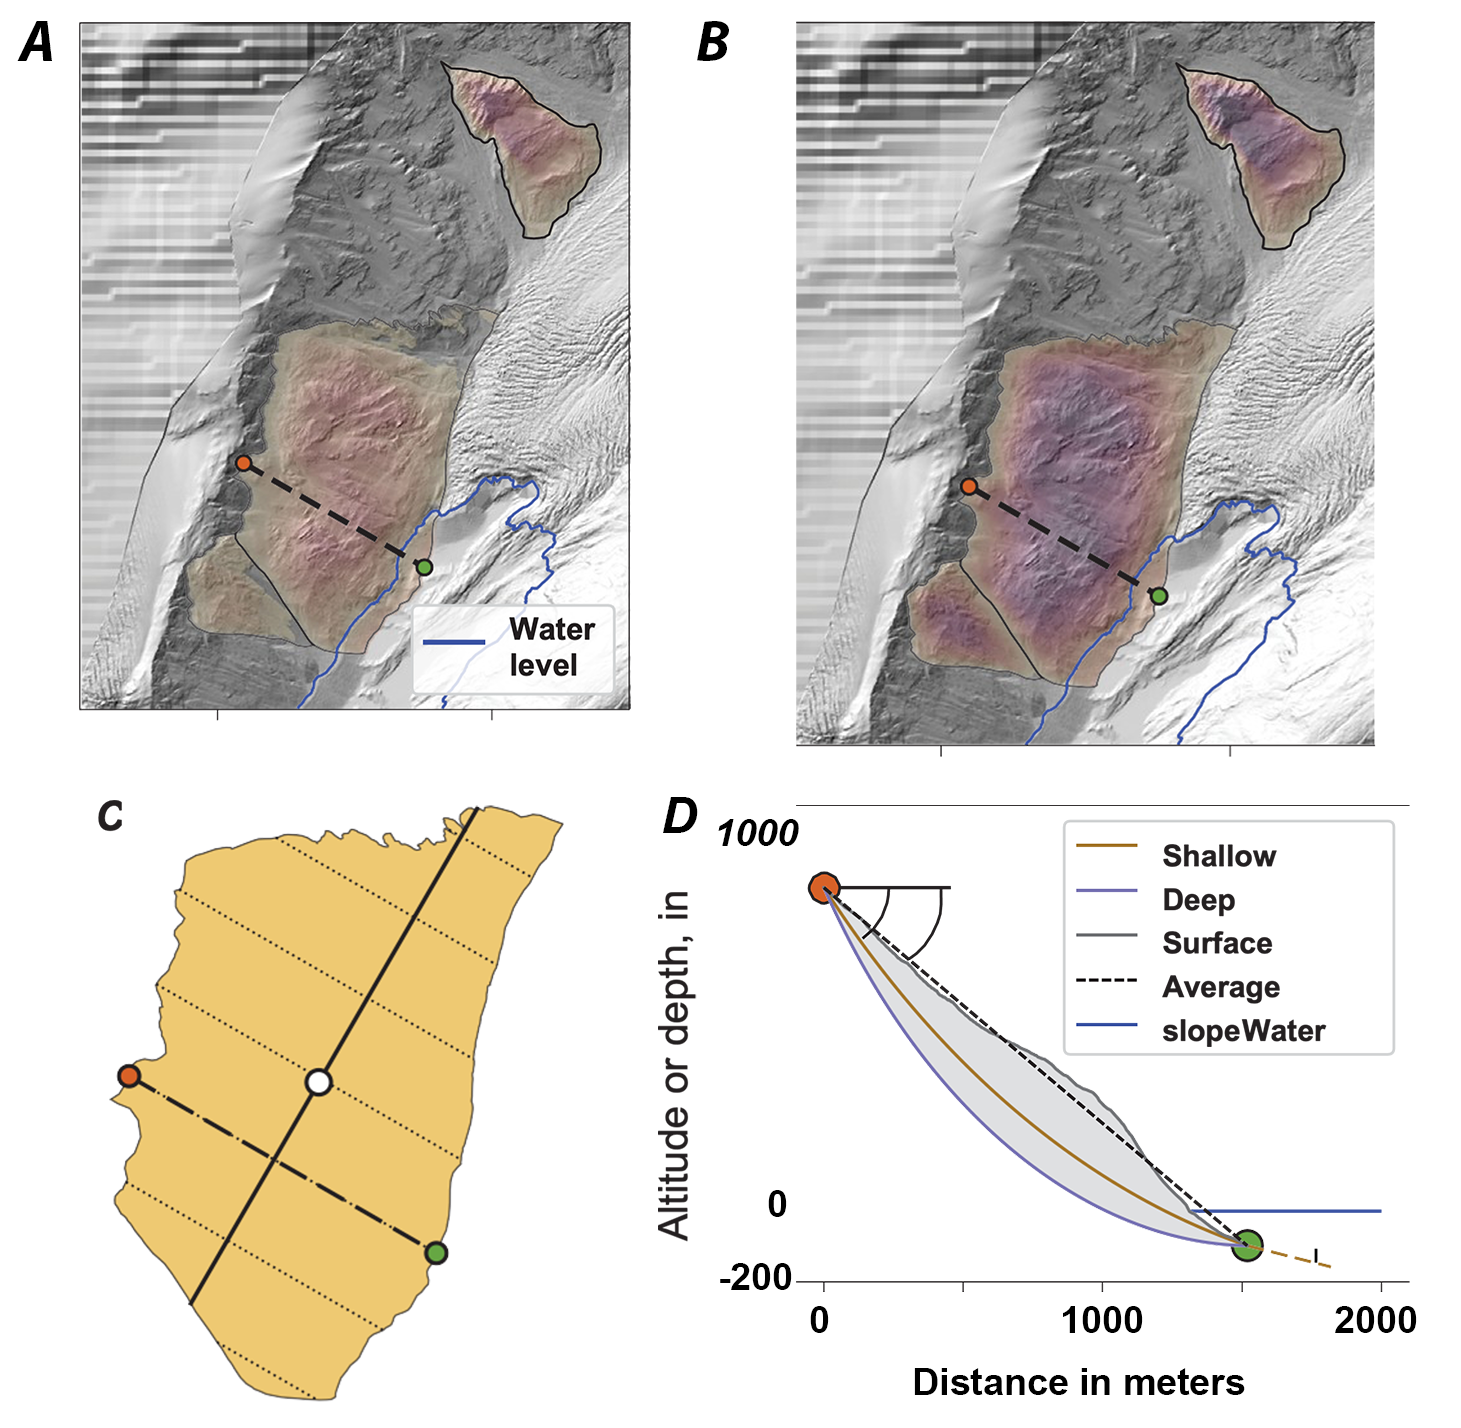 A
B
Water
level
C
D
1000
Shallow
Deep
Surface
Average
slopeWater
Altitude or depth, in
0
-200
0
1000
2000
Distance in meters